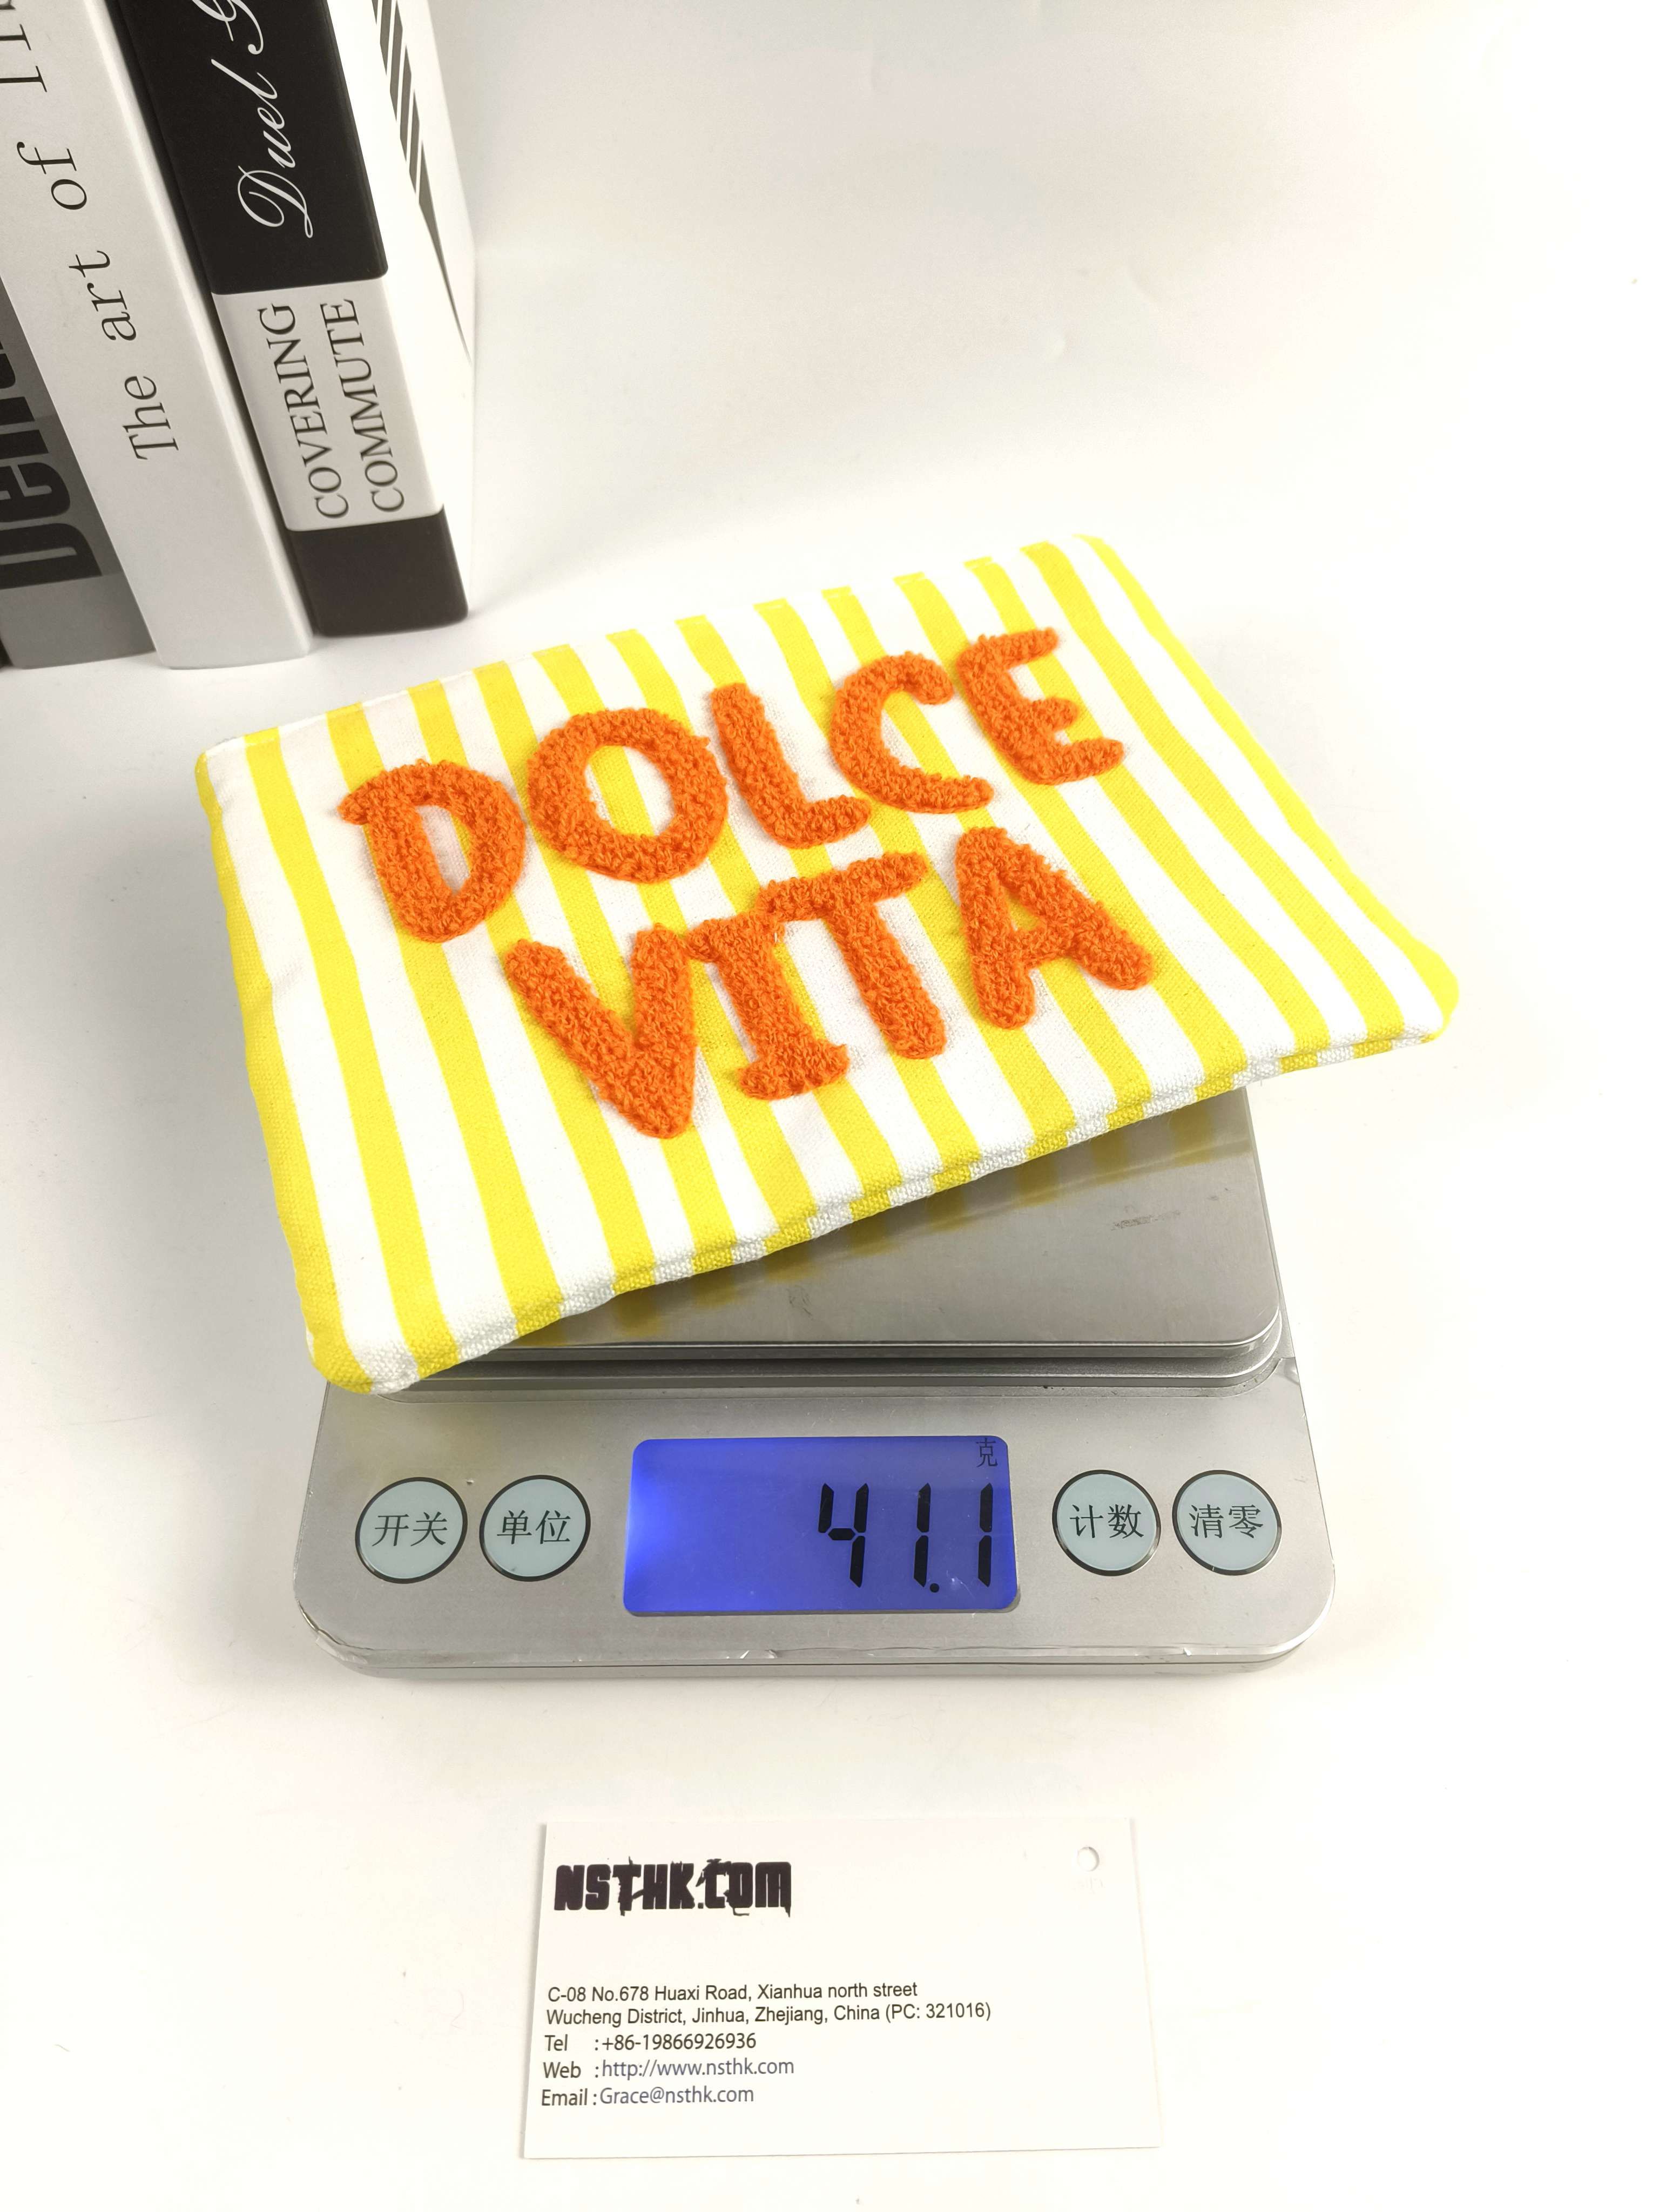 The art of
Duel
COVERING
COMMUTE
DOLCE
VITA
克
41.1
开关
单位
计数
清零
NSTHK.COM
C-08 No.678 Huaxi Road, Xianhua north street
Wucheng District, Jinhua, Zhejiang, China (PC: 321016)
Tel :+86-19866926936
Web :http://www.nsthk.com
Email :Grace@nsthk.com